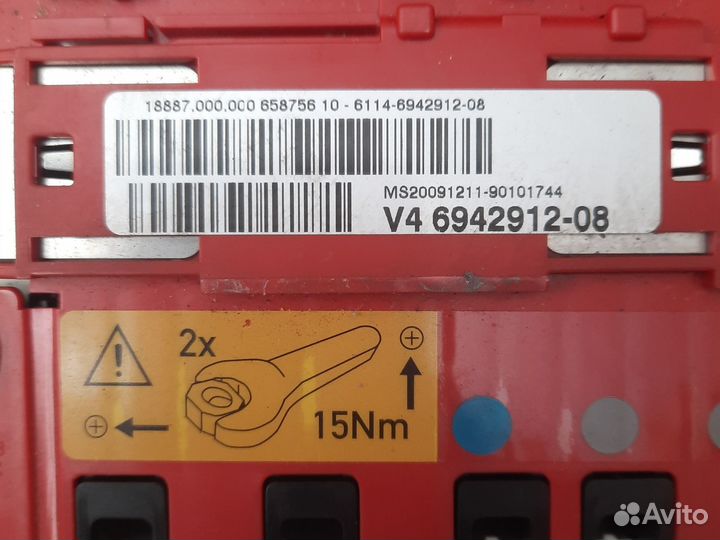 18887,000,000 658756 10 - 6114-6942912-08
MS20091211-90101744
V4 6942912-08
2x
15Nm
Avito